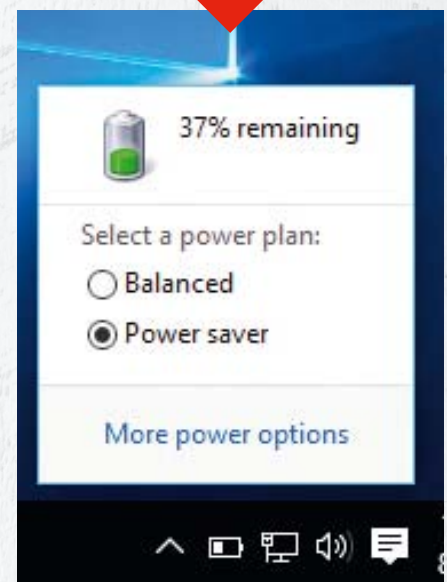 37% remaining
Select a power plan:
Balanced
Power saver
More power options